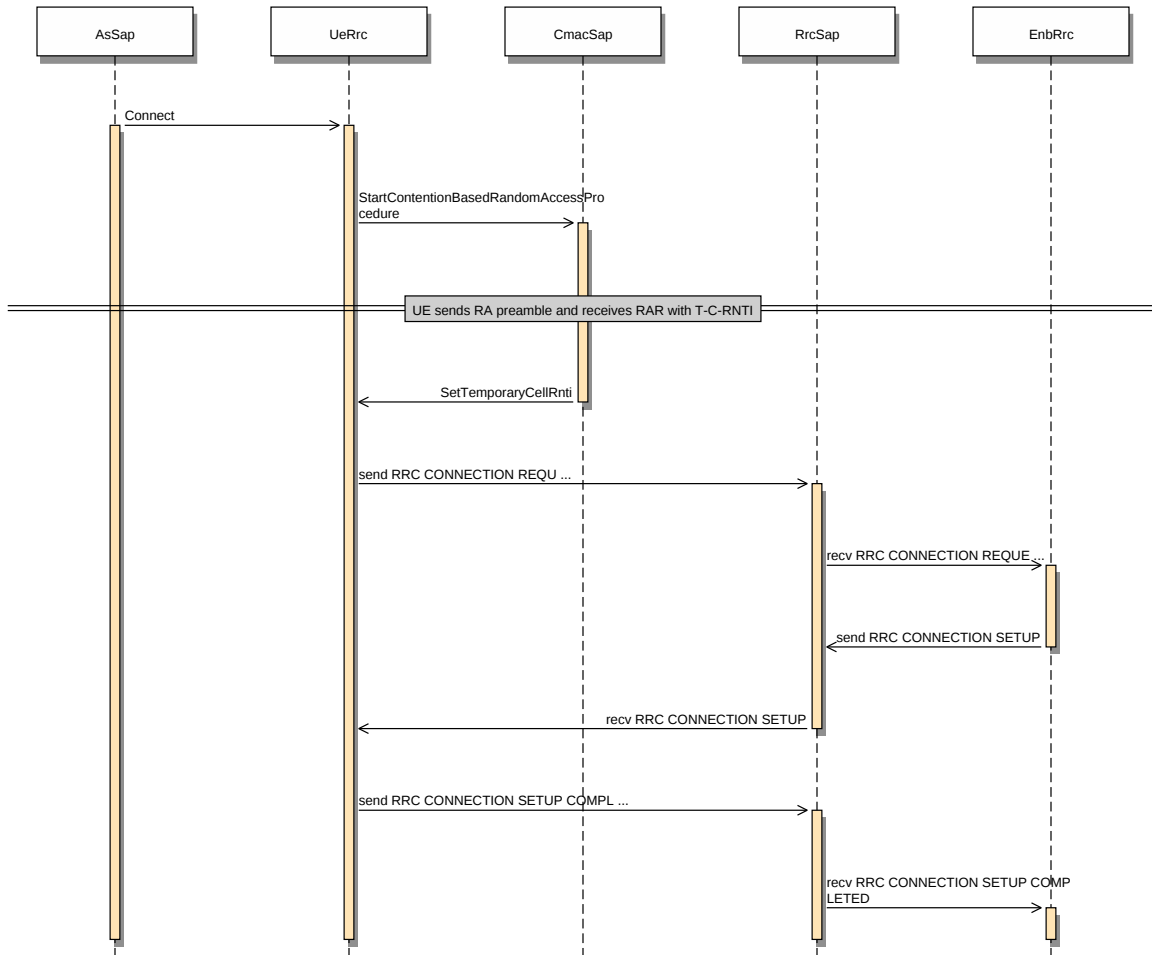 AsSap
UeRrc
CmacSap
RrcSap
EnbRrc
Connect
StartContentionBasedRandomAccessPro
cedure
UE sends RA preamble and receives RAR with T-C-RNTI
SetTemporaryCellRnti
send RRC CONNECTION REQU ...
recv RRC CONNECTION REQUE ...
send RRC CONNECTION SETUP
recv RRC CONNECTION SETUP
send RRC CONNECTION SETUP COMPL ...
recv RRC CONNECTION SETUP COMP
LETED